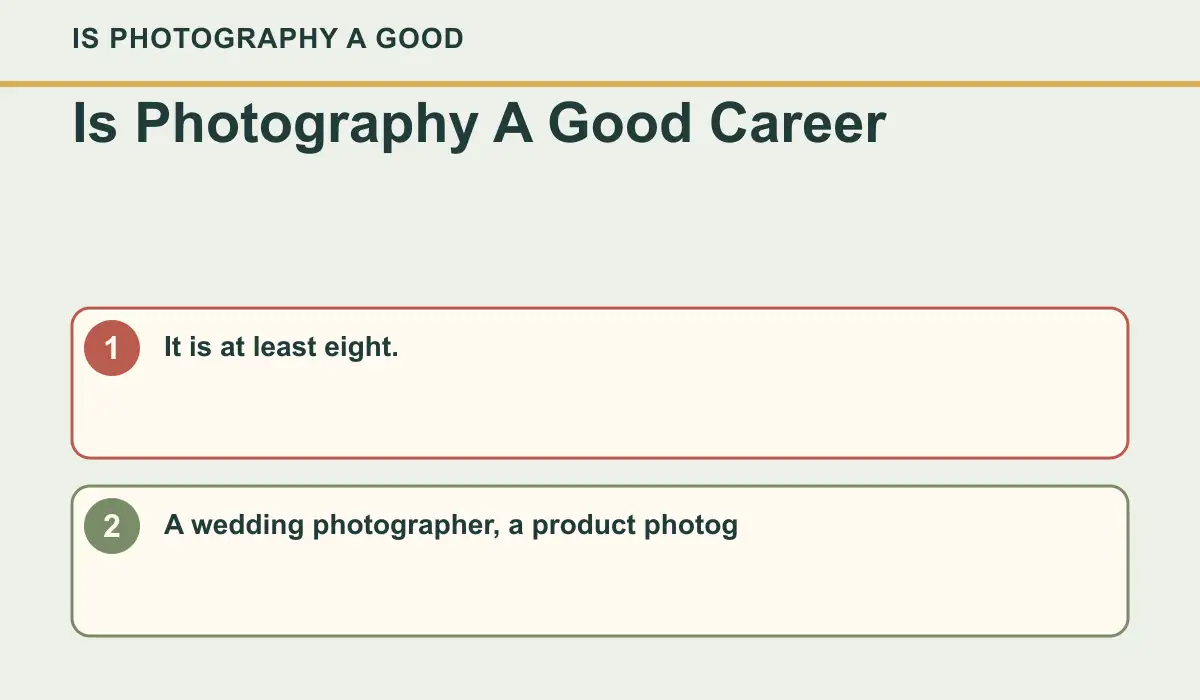 IS PHOTOGRAPHY A GOOD
Is Photography A Good Career
1 It is at least eight.
2 A wedding photographer, a product photog